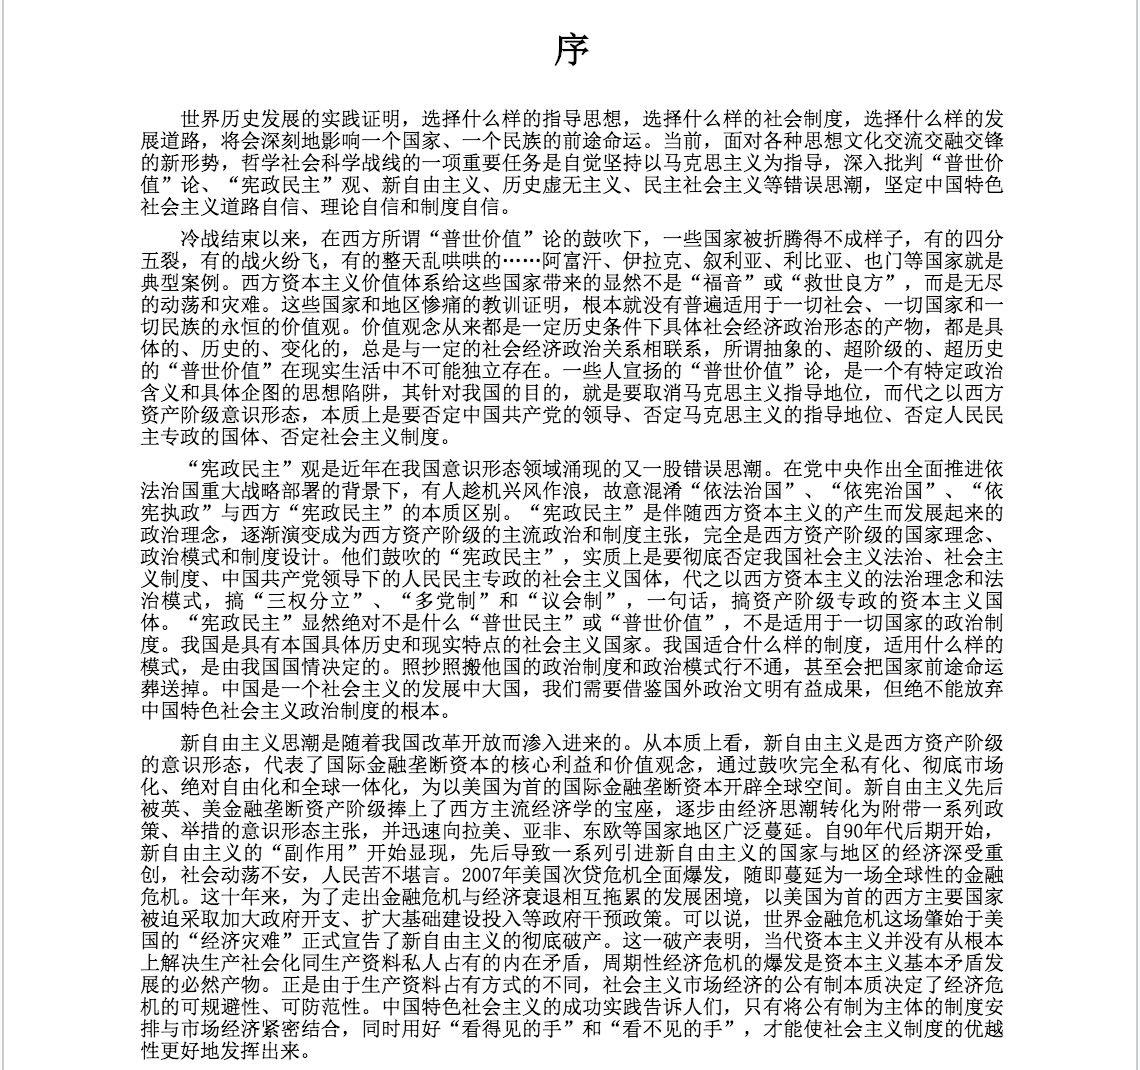 序
世界历史发展的实践证明，选择什么样的指导思想，选择什么样的社会制度，选择什么样的发
展道路，将会深刻地影响一个国家、一个民族的前途命运。当前，面对各种思想文化交流交融交锋
的新形势，哲学社会科学战线的一项重要任务是自觉坚持以马克思主义为指导，深入批判“普世价
值”论、“宪政民主”观、新自由主义、历史虚无主义、民主社会主义等错误思潮，坚定中国特色
社会主义道路自信、理论自信和制度自信。
冷战结束以来，在西方所谓“普世价值”论的鼓吹下，一些国家被折腾得不成样子，有的四分
五裂，有的战火纷飞，有的整天乱哄哄的……阿富汗、伊拉克、叙利亚、利比亚、也门等国家就是
典型案例。西方资本主义价值体系给这些国家带来的显然不是“福音”或“救世良方”，而是无尽
的动荡和灾难。这些国家和地区惨痛的教训证明，根本就没有普遍适用于一切社会、一切国家和一
切民族的永恒的价值观。价值观念从来都是一定历史条件下具体社会经济政治形态的产物，都是具
体的、历史的、变化的，总是与一定的社会经济政治关系相联系，所谓抽象的、超阶级的、超历史
的“普世价值”在现实生活中不可能独立存在。一些人宣扬的“普世价值”论，是一个有特定政治
含义和具体企图的思想陷阱，其针对我国的目的，就是要取消马克思主义指导地位，而代之以西方
资产阶级意识形态，本质上是要否定中国共产党的领导、否定马克思主义的指导地位、否定人民民
主专政的国体、否定社会主义制度。
“宪政民主”观是近年在我国意识形态领域涌现的又一股错误思潮。在党中央作出全面推进依
法治国重大战略部署的背景下，有人趁机兴风作浪，故意混淆“依法治国”、“依宪治国”、“依
宪执政”与西方“宪政民主”的本质区别。“宪政民主”是伴随西方资本主义的产生而发展起来的
政治理念，逐渐演变成为西方资产阶级的主流政治和制度主张，完全是西方资产阶级的国家理念、
政治模式和制度设计。他们鼓吹的“宪政民主”，实质上是要彻底否定我国社会主义法治、社会主
义制度、中国共产党领导下的人民民主专政的社会主义国体，代之以西方资本主义的法治理念和法
治模式，搞“三权分立”、“多党制”和“议会制”，一句话，搞资产阶级专政的资本主义国
体。“宪政民主”显然绝对不是什么“普世民主”或“普世价值”，不是适用于一切国家的政治制
度。我国是具有本国具体历史和现实特点的社会主义国家。我国适合什么样的制度，适用什么样的
模式，是由我国国情决定的。照抄照搬他国的政治制度和政治模式行不通，甚至会把国家前途命运
葬送掉。中国是一个社会主义的发展中大国，我们需要借鉴国外政治文明有益成果，但绝不能放弃
中国特色社会主义政治制度的根本。
新自由主义思潮是随着我国改革开放而渗入进来的。从本质上看，新自由主义是西方资产阶级
的意识形态，代表了国际金融垄断资本的核心利益和价值观念，通过鼓吹完全私有化、彻底市场
化、绝对自由化和全球一体化，为以美国为首的国际金融垄断资本开辟全球空间。新自由主义先后
被英、美金融垄断资产阶级捧上了西方主流经济学的宝座，逐步由经济思潮转化为附带一系列政
策、举措的意识形态主张，并迅速向拉美、亚非、东欧等国家地区广泛蔓延。自90年代后期开始，
新自由主义的“副作用”开始显现，先后导致一系列引进新自由主义的国家与地区的经济深受重
创，社会动荡不安，人民苦不堪言。2007年美国次贷危机全面爆发，随即蔓延为一场全球性的金融
危机。这十年来，为了走出金融危机与经济衰退相互拖累的发展困境，以美国为首的西方主要国家
被迫采取加大政府开支、扩大基础建设投入等政府干预政策。可以说，世界金融危机这场肇始于美
国的“经济灾难”正式宣告了新自由主义的彻底破产。这一破产表明，当代资本主义并没有从根本
上解决生产社会化同生产资料私人占有的内在矛盾，周期性经济危机的爆发是资本主义基本矛盾发
展的必然产物。正是由于生产资料占有方式的不同，社会主义市场经济的公有制本质决定了经济危
机的可规避性、可防范性。中国特色社会主义的成功实践告诉人们，只有将公有制为主体的制度安
排与市场经济紧密结合，同时用好“看得见的手”和“看不见的手”，才能使社会主义制度的优越
性更好地发挥出来。